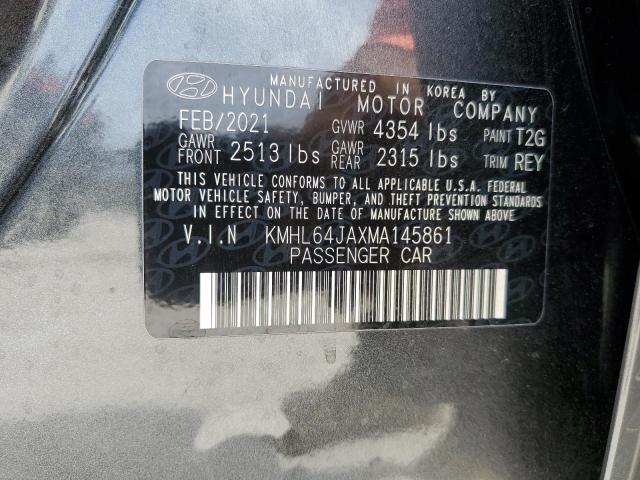 MANUFACTURED IN KOREA BY
HYUNDAI MOTOR COMPANY
FEB/2021 GVWR 4354 lbs PAINT T2G
GAWR FRONT 2513 lbs GAWR REAR 2315 lbs TRIM REY
THIS VEHICLE CONFORMS TO ALL APPLICABLE U.S.A. FEDERAL
MOTOR VEHICLE SAFETY, BUMPER, AND THEFT PREVENTION STANDARDS
IN EFFECT ON THE DATE OF MANUFACTURE SHOWN ABOVE.
V.I.N KMHL64JAXMA145861
PASSENGER CAR